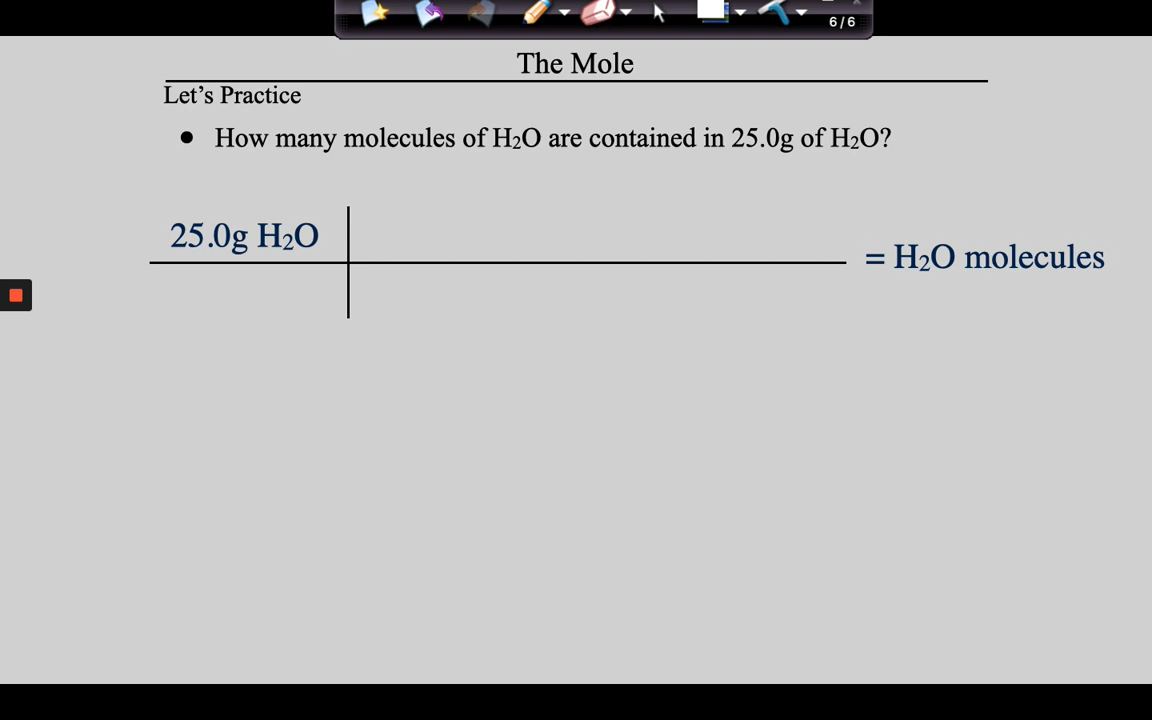 6/6
The Mole
Let’s Practice
● How many molecules of H₂O are contained in 25.0g of H₂O?
25.0g H₂O
= H₂O molecules